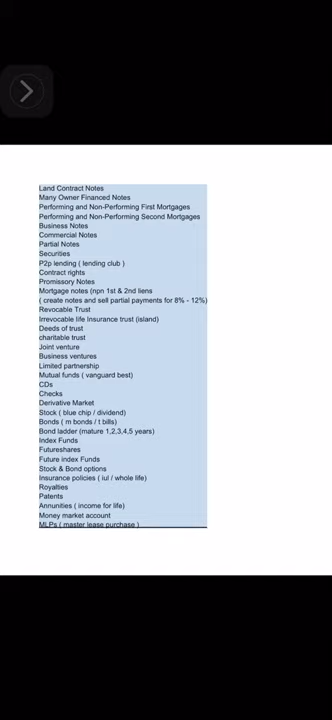 Land Contract Notes
Many Owner Financed Notes
Performing and Non-Performing First Mortgages
Performing and Non-Performing Second Mortgages
Business Notes
Commercial Notes
Partial Notes
Securities
P2p lending ( lending club )
Contract rights
Promissory Notes
Mortgage notes (npn 1st & 2nd liens
( create notes and sell partial payments for 8% - 12%)
Revocable Trust
Irrevocable life Insurance trust (island)
Deeds of trust
charitable trust
Joint venture
Business ventures
Limited partnership
Mutual funds ( vanguard best)
CDs
Checks
Derivative Market
Stock ( blue chip / dividend)
Bonds ( m bonds / t bills)
Bond ladder (mature 1,2,3,4,5 years)
Index Funds
Futureshares
Future index Funds
Stock & Bond options
Insurance policies ( iul / whole life)
Royalties
Patents
Annunities ( income for life)
Money market account
MLPs ( master lease purchase )